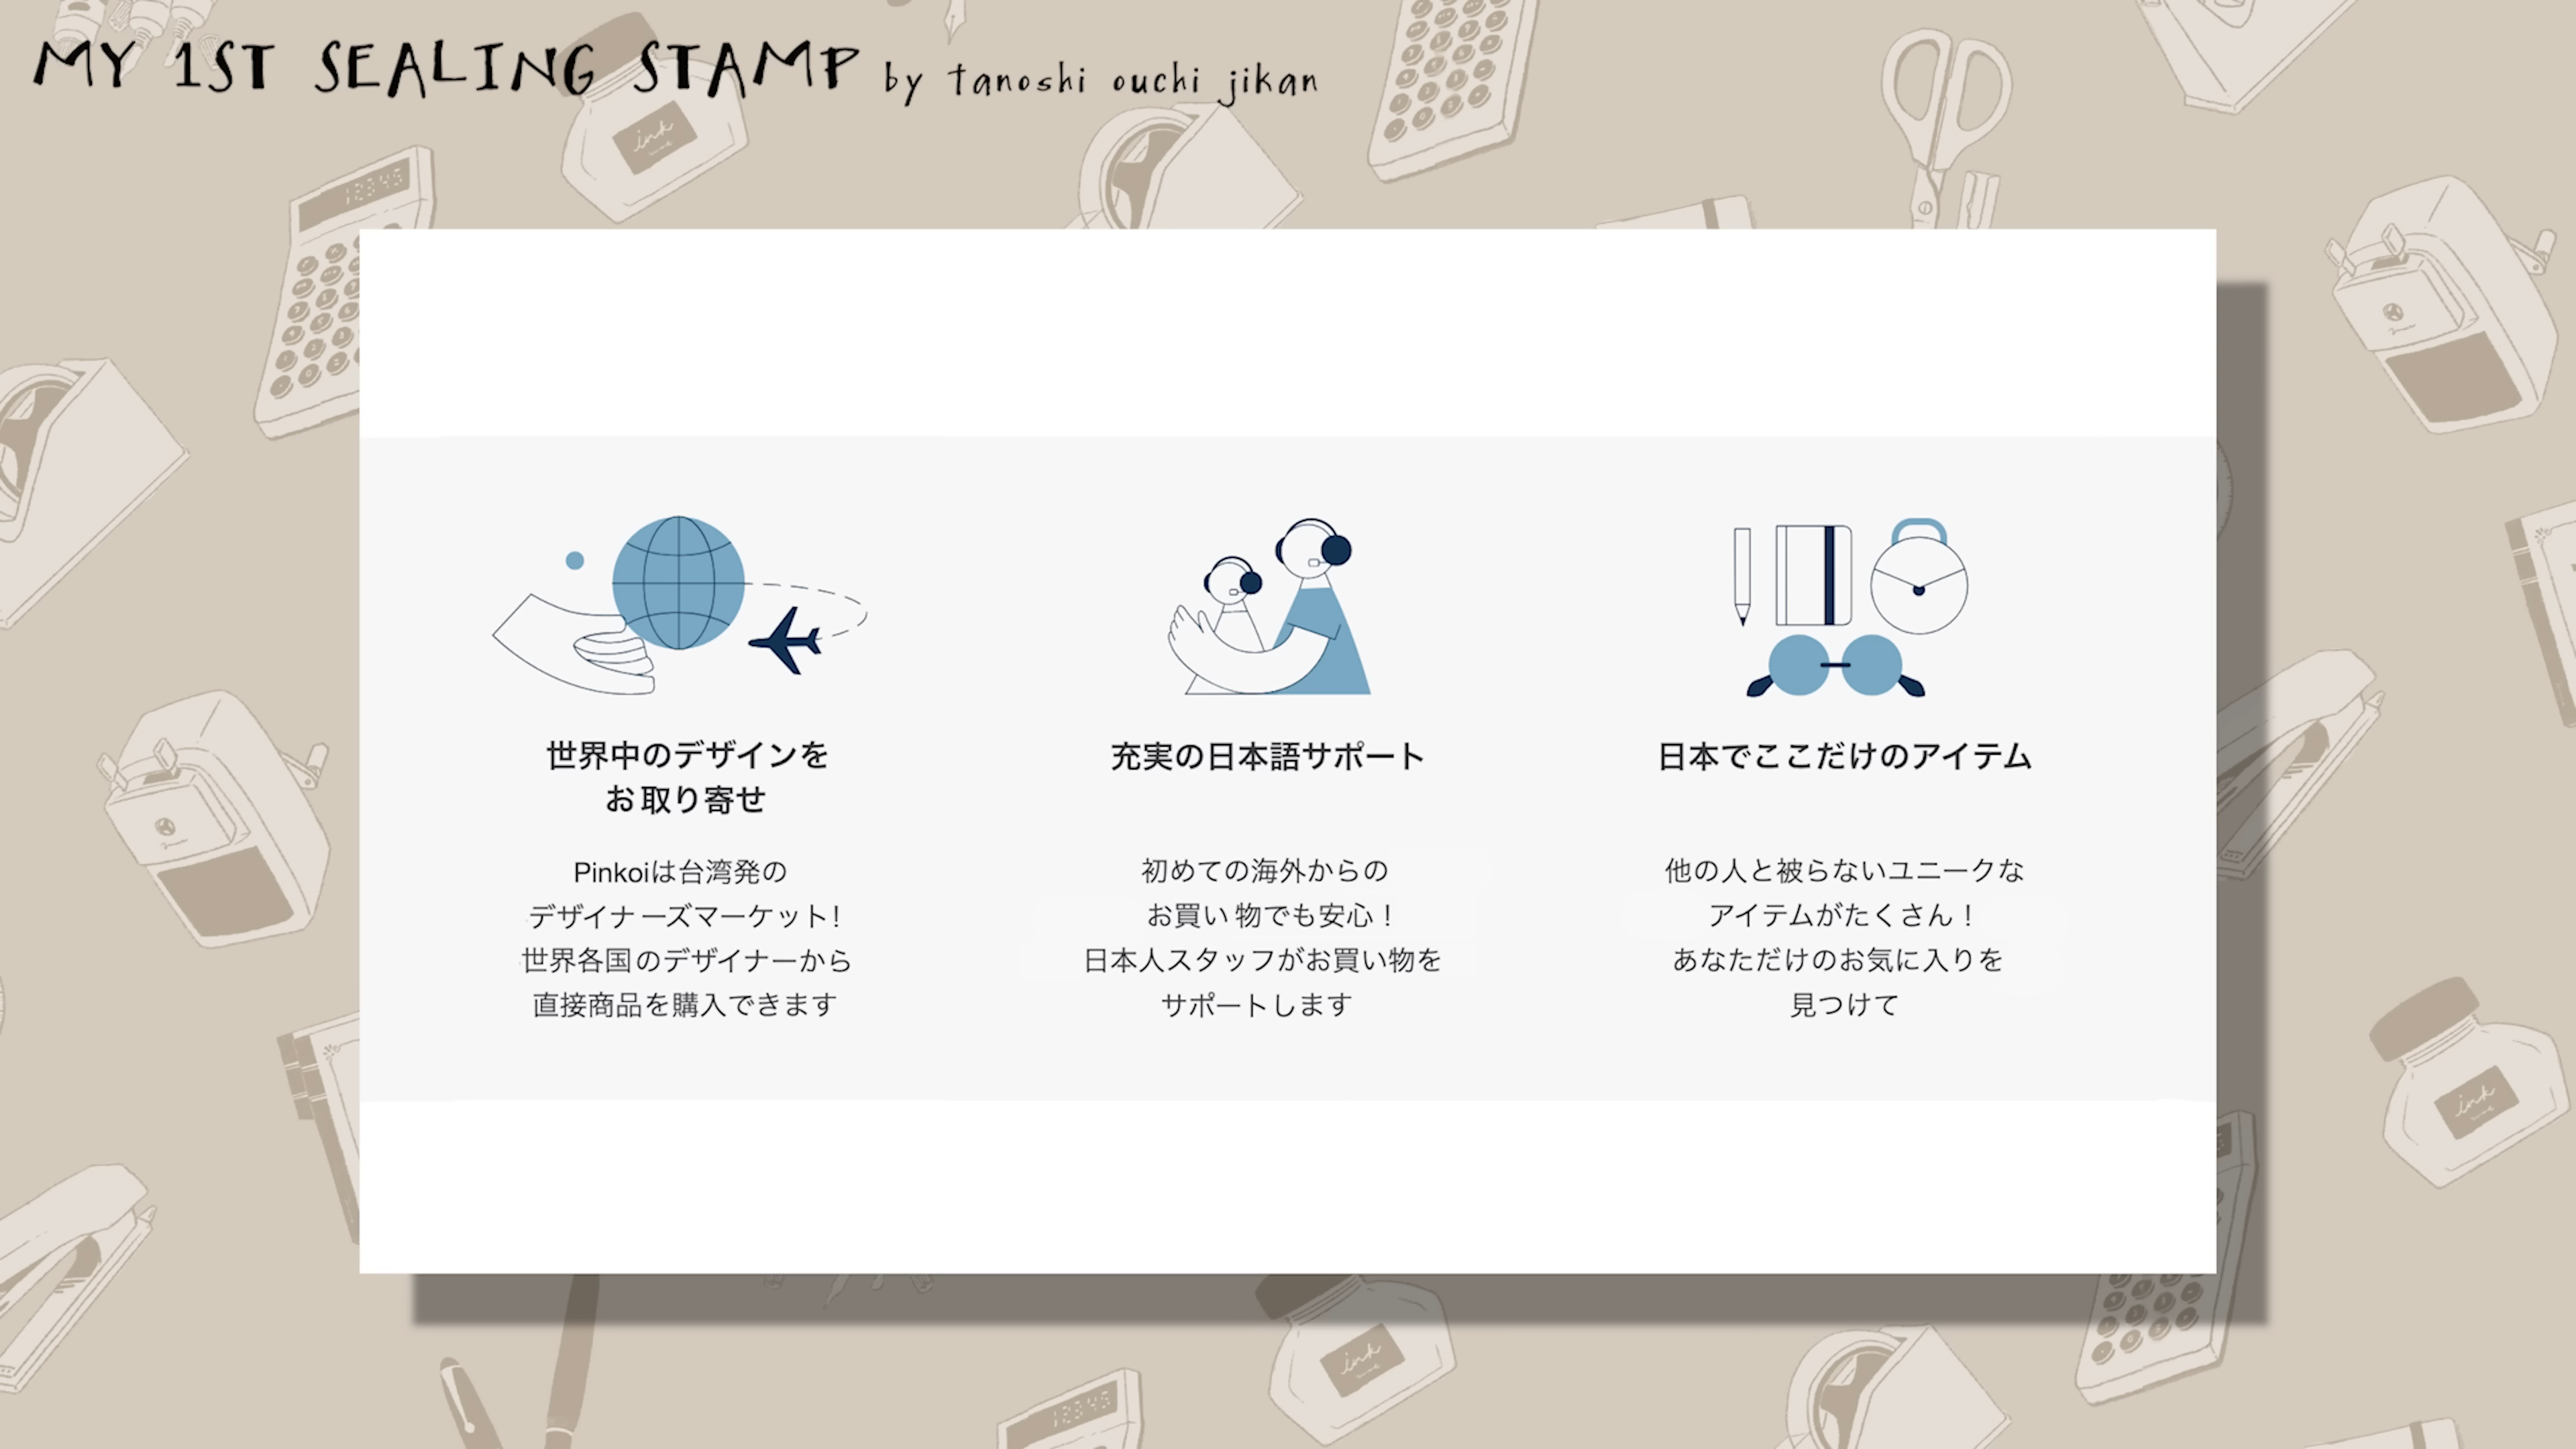 MY 1ST SEALING STAMP by tanoshi ouchi jikan
世界中のデザインを
お取り寄せ
Pinkoiは台湾発の
デザイナーズマーケット!
世界各国のデザイナーから
直接商品を購入できます
充実の日本語サポート
初めての海外からの
お買い物でも安心!
日本人スタッフがお買い物を
サポートします
日本でここだけのアイテム
他の人と被らないユニークな
アイテムがたくさん!
あなただけのお気に入りを
見つけて
ink
ink
ink
12345
12345